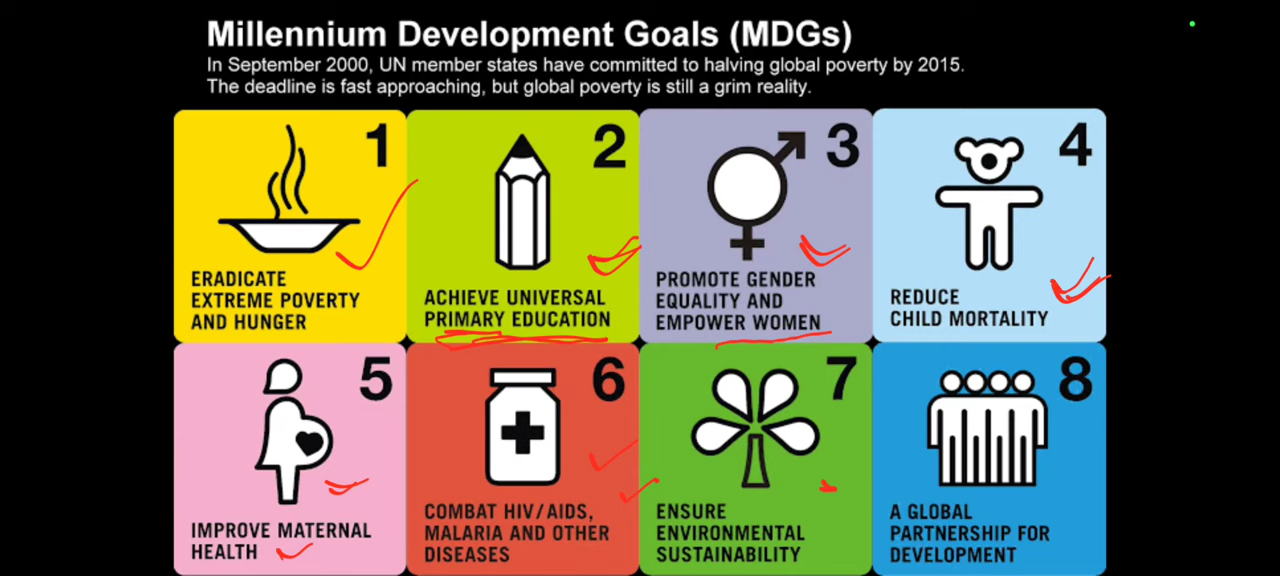 Millennium Development Goals (MDGs)
In September 2000, UN member states have committed to halving global poverty by 2015.
The deadline is fast approaching, but global poverty is still a grim reality.
1
ERADICATE
EXTREME POVERTY
AND HUNGER
2
ACHIEVE UNIVERSAL
PRIMARY EDUCATION
3
PROMOTE GENDER
EQUALITY AND
EMPOWER WOMEN
4
REDUCE
CHILD MORTALITY
5
IMPROVE MATERNAL
HEALTH
6
COMBAT HIV/AIDS,
MALARIA AND OTHER
DISEASES
7
ENSURE
ENVIRONMENTAL
SUSTAINABILITY
8
A GLOBAL
PARTNERSHIP FOR
DEVELOPMENT